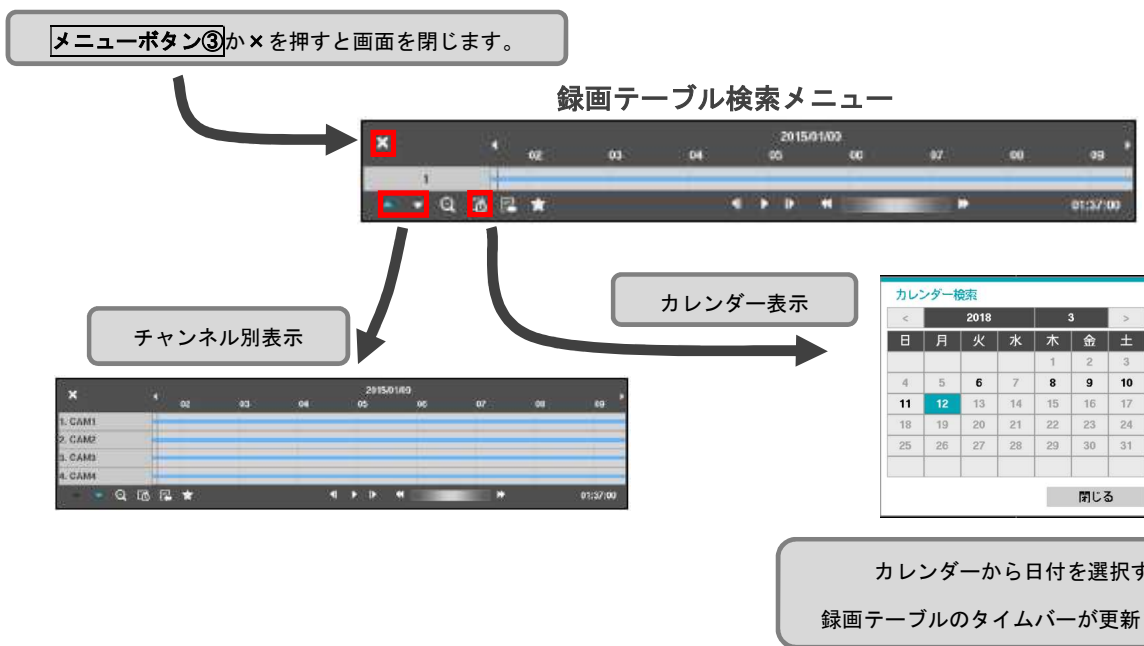 メニューボタン③か×を押すと画面を閉じます。
録画テーブル検索メニュー
2015/01/09
02 03 04 05 06 07 08 09
1
01:37:00
チャンネル別表示
カレンダー表示
2015/01/09
02 03 04 05 06 07 08 09
1. CAM1
2. CAM2
3. CAM3
4. CAM4
01:37:00
カレンダー検索
< 2018 3 >
日 月 火 水 木 金 土
1 2 3
4 5 6 7 8 9 10
11 12 13 14 15 16 17
18 19 20 21 22 23 24
25 26 27 28 29 30 31
閉じる
カレンダーから日付を選択す
録画テーブルのタイムバーが更新